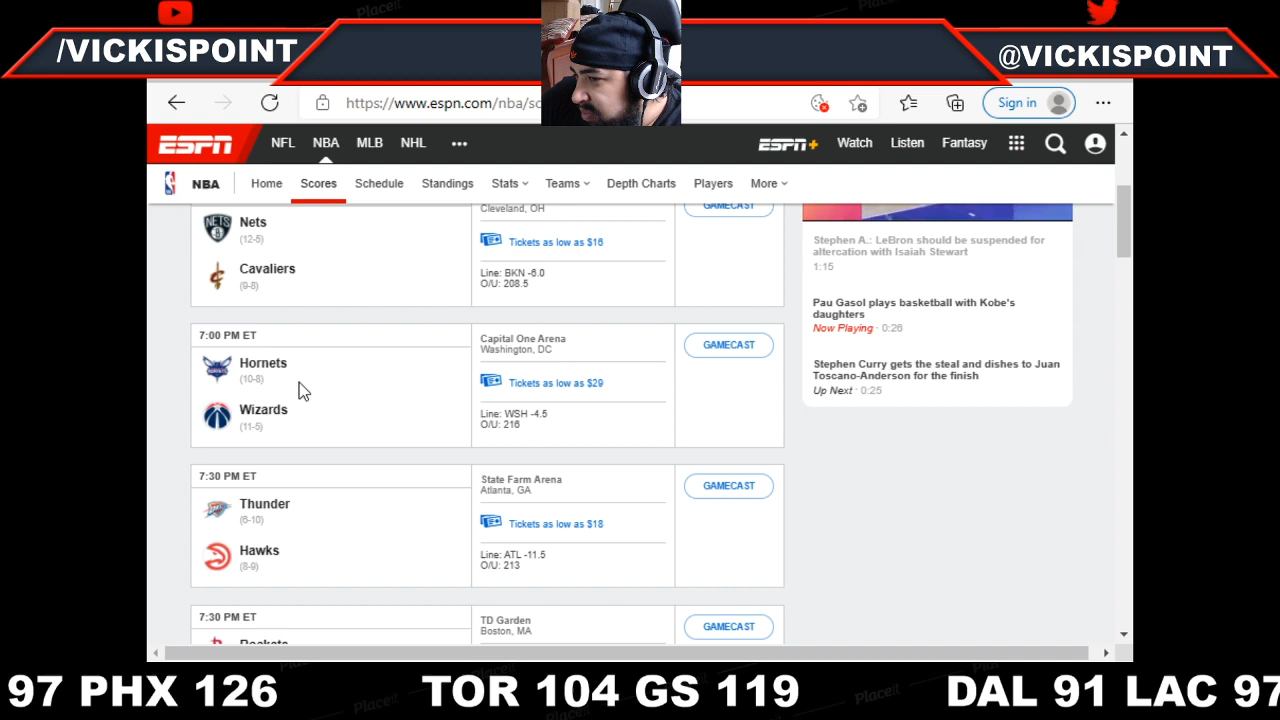 /VICKISPOINT
@VICKISPOINT
https://www.espn.com/nba/sc
Sign in
ESPN NFL NBA MLB NHL ••• ESPN+ Watch Listen Fantasy
NBA Home Scores Schedule Standings Stats Teams Depth Charts Players More
Nets
(12-5)
Cavaliers
(9-8)
Cleveland, OH
Tickets as low as $16
Line: BKN -6.0
O/U: 208.5
GAMECAST
7:00 PM ET
Hornets
(10-8)
Wizards
(11-5)
Capital One Arena
Washington, DC
Tickets as low as $29
Line: WSH -4.5
O/U: 216
GAMECAST
7:30 PM ET
Thunder
(6-10)
Hawks
(8-9)
State Farm Arena
Atlanta, GA
Tickets as low as $18
Line: ATL -11.5
O/U: 213
GAMECAST
7:30 PM ET
Rockets
TD Garden
Boston, MA
GAMECAST
Stephen A.: LeBron should be suspended for
altercation with Isaiah Stewart
1:15
Pau Gasol plays basketball with Kobe's
daughters
Now Playing · 0:26
Stephen Curry gets the steal and dishes to Juan
Toscano-Anderson for the finish
Up Next · 0:25
97 PHX 126 TOR 104 GS 119 DAL 91 LAC 97